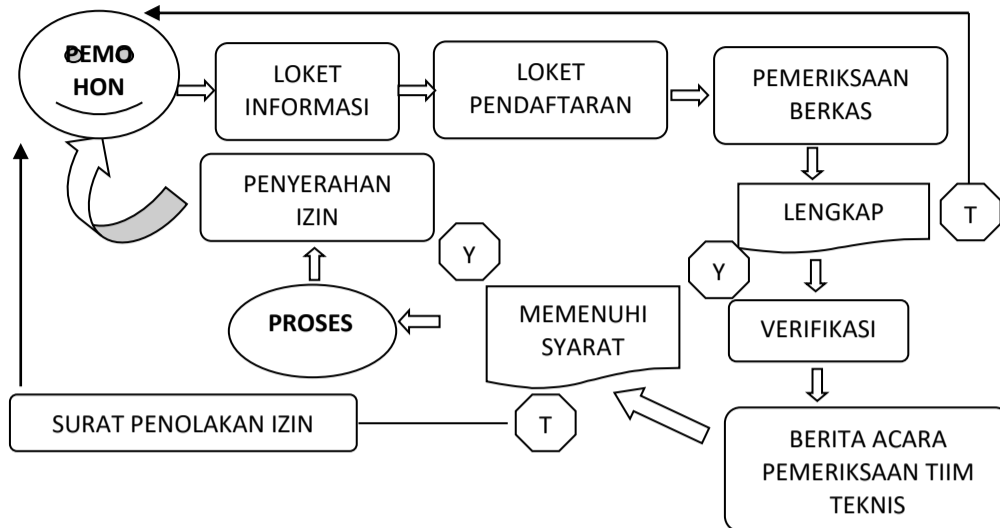 PEMO
HON
LOKET
INFORMASI
LOKET
PENDAFTARAN
PEMERIKSAAN
BERKAS
PENYERAHAN
IZIN
LENGKAP
T
Y
Y
PROSES
MEMENUHI
SYARAT
VERIFIKASI
SURAT PENOLAKAN IZIN
T
BERITA ACARA
PEMERIKSAAN TIIM
TEKNIS